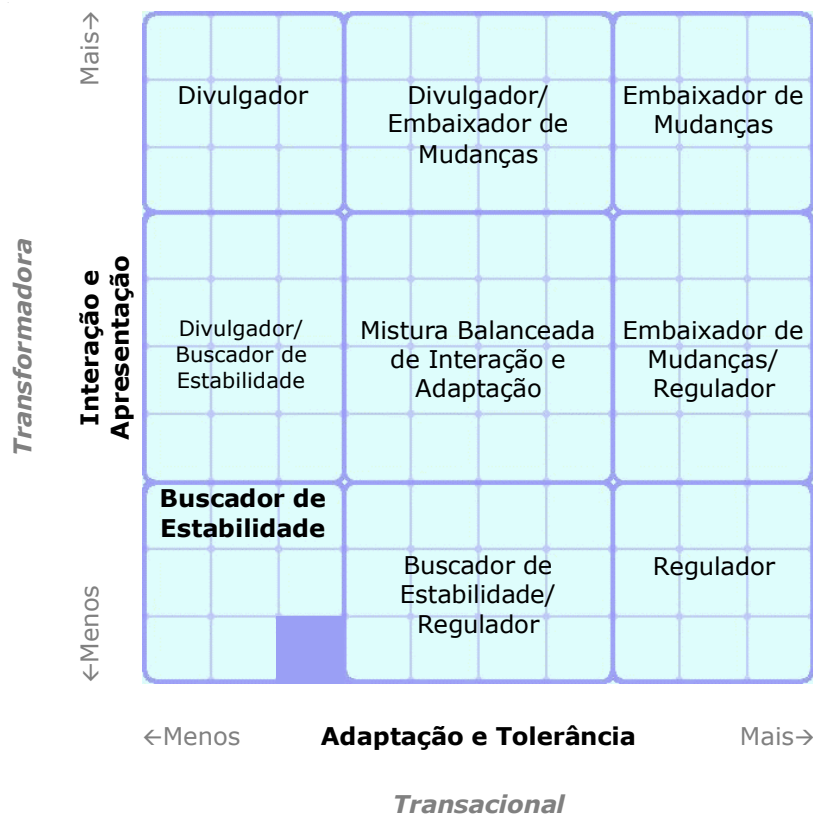 Mais→
Divulgador
Divulgador/
Embaixador de
Mudanças
Embaixador de
Mudanças
Transformadora
Interação e
Apresentação
Divulgador/
Buscador de
Estabilidade
Mistura Balanceada
de Interação e
Adaptação
Embaixador de
Mudanças/
Regulador
Buscador de
Estabilidade
Buscador de
Estabilidade/
Regulador
Regulador
←Menos
←Menos
Adaptação e Tolerância
Mais→
Transacional